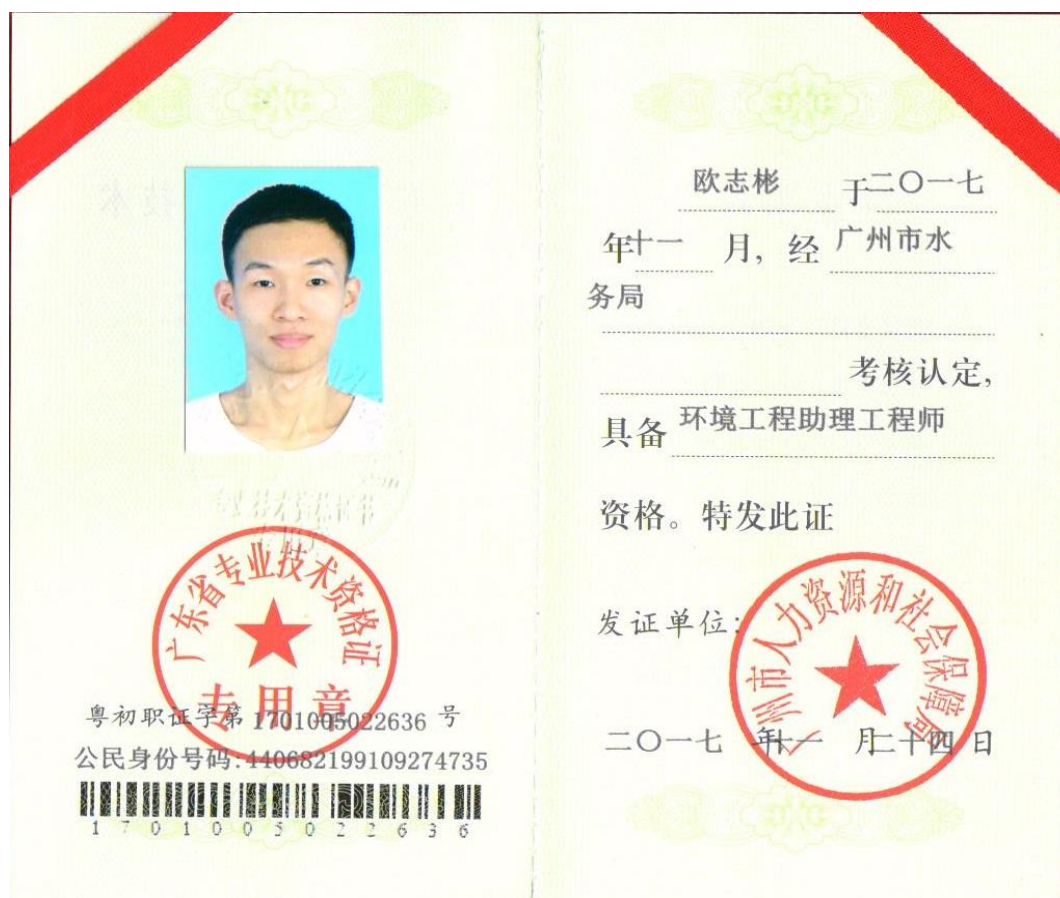 广东省专业技术资格证
专用章
粤初职证字第 1701005022636 号
公民身份号码:440682199109274735
1701005022636
欧志彬 于二〇一七
年十一月，经 广州市水
务局
考核认定，
具备 环境工程助理工程师
资格。特发此证
发证单位:
广州市人力资源和社会保障局
二〇一七 年十一 月二十四 日